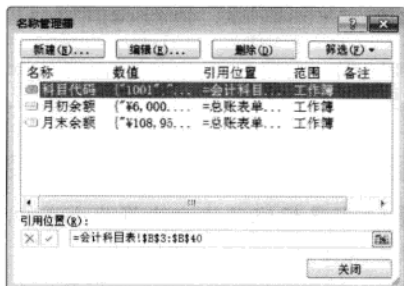 名称管理器
新建(N)... 编辑(E)... 删除(D) 筛选(F)
名称 数值 引用位置 范围 备注
科目代码 {"1001"... =会计科目... 工作簿
月初余额 {"¥6,000.... =总账表单... 工作簿
月末余额 {"¥108,95... =总账表单... 工作簿
引用位置(R):
=会计科目表!$B$3:$B$40
关闭